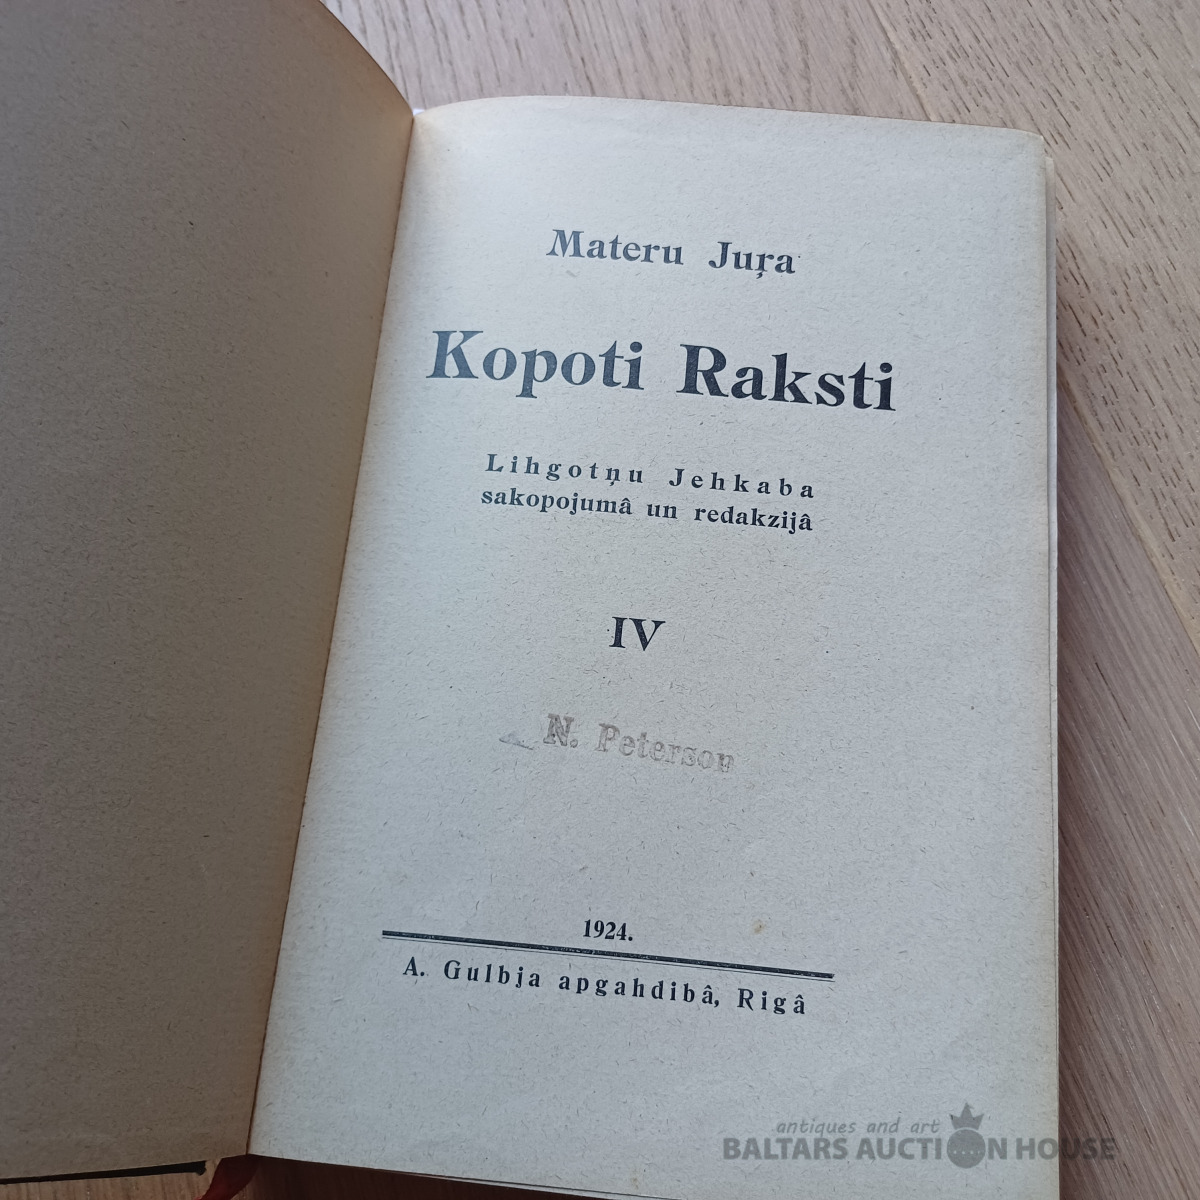 Materu Juŗa
Kopoti Raksti
Lihgotņu Jehkaba
sakopojumâ un redakzijâ
IV
N. Peterson
1924.
A. Gulbja apgahdibâ, Rigâ
antiques and art
BALTARS AUCTION HOUSE